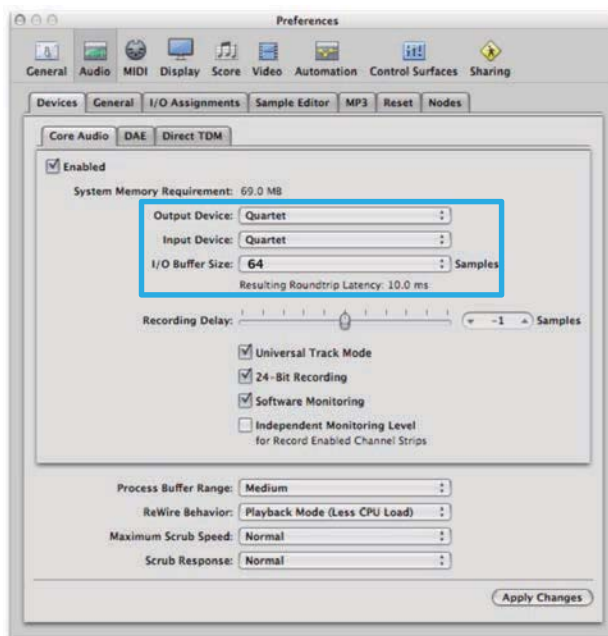 Preferences
General Audio MIDI Display Score Video Automation Control Surfaces Sharing
Devices General I/O Assignments Sample Editor MP3 Reset Nodes
Core Audio DAE Direct TDM
Enabled
System Memory Requirement: 69.0 MB
Output Device: Quartet
Input Device: Quartet
I/O Buffer Size: 64 Samples
Resulting Roundtrip Latency: 10.0 ms
Recording Delay: -1 Samples
Universal Track Mode
24-Bit Recording
Software Monitoring
Independent Monitoring Level
for Record Enabled Channel Strips
Process Buffer Range: Medium
ReWire Behavior: Playback Mode (Less CPU Load)
Maximum Scrub Speed: Normal
Scrub Response: Normal
Apply Changes